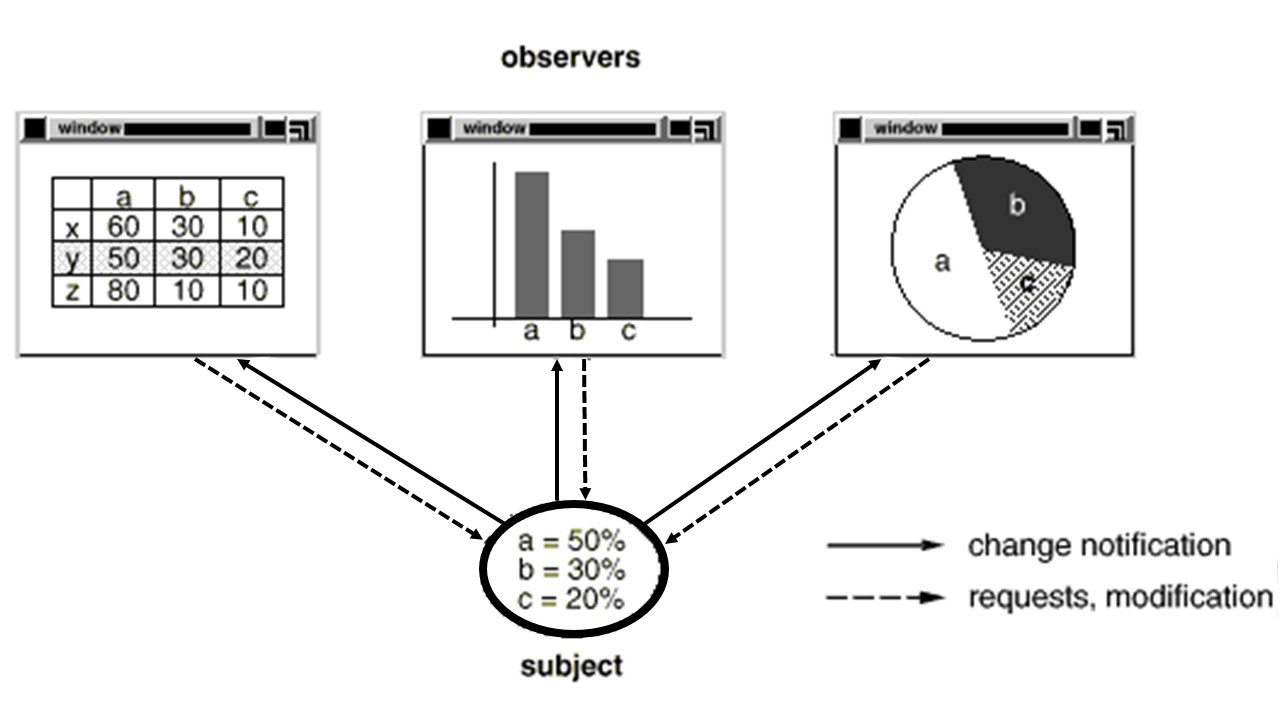 observers
window
a b c
x 60 30 10
y 50 30 20
z 80 10 10
window
a b c
window
a
b
c
a = 50%
b = 30%
c = 20%
subject
change notification
requests, modification